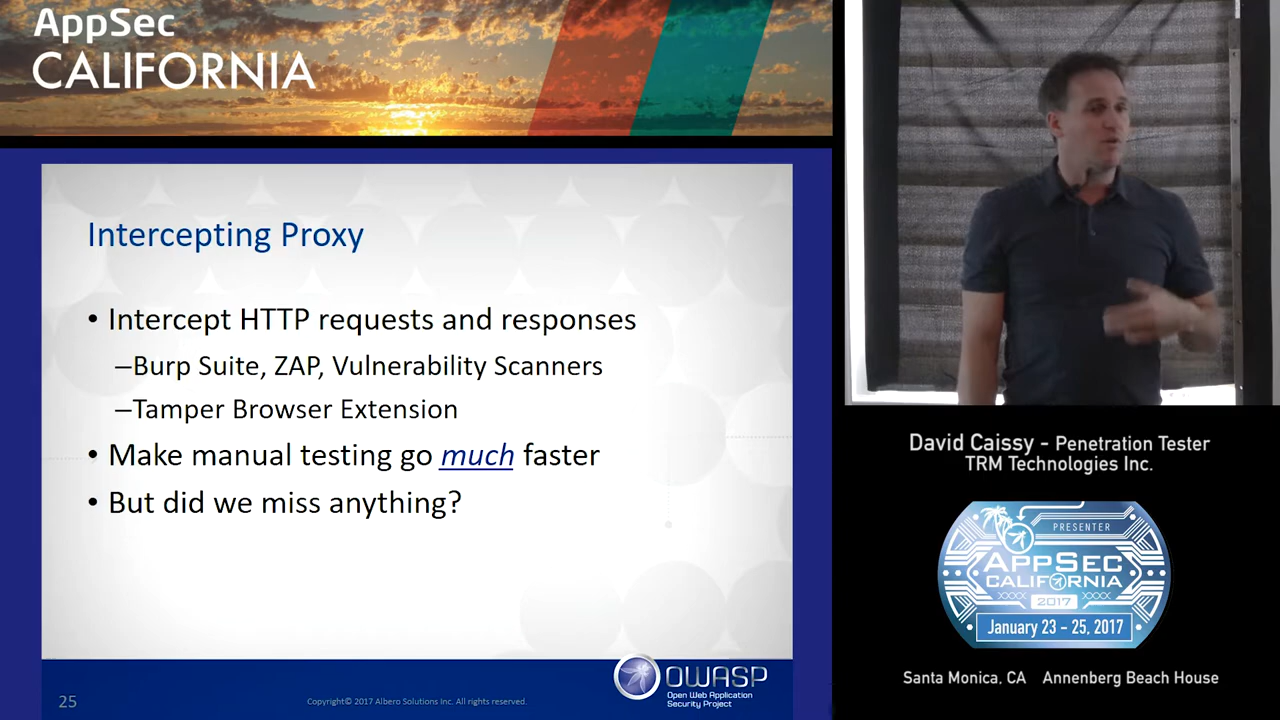 AppSec
CALIFORNIA
Intercepting Proxy
• Intercept HTTP requests and responses
–Burp Suite, ZAP, Vulnerability Scanners
–Tamper Browser Extension
• Make manual testing go much faster
• But did we miss anything?
25
Copyright© 2017 Albero Solutions Inc. All rights reserved.
OWASP
Open Web Application
Security Project
David Caissy - Penetration Tester
TRM Technologies Inc.
PRESENTER
APPSEC
CALIFORNIA
2017
January 23 - 25, 2017
Santa Monica, CA Annenberg Beach House